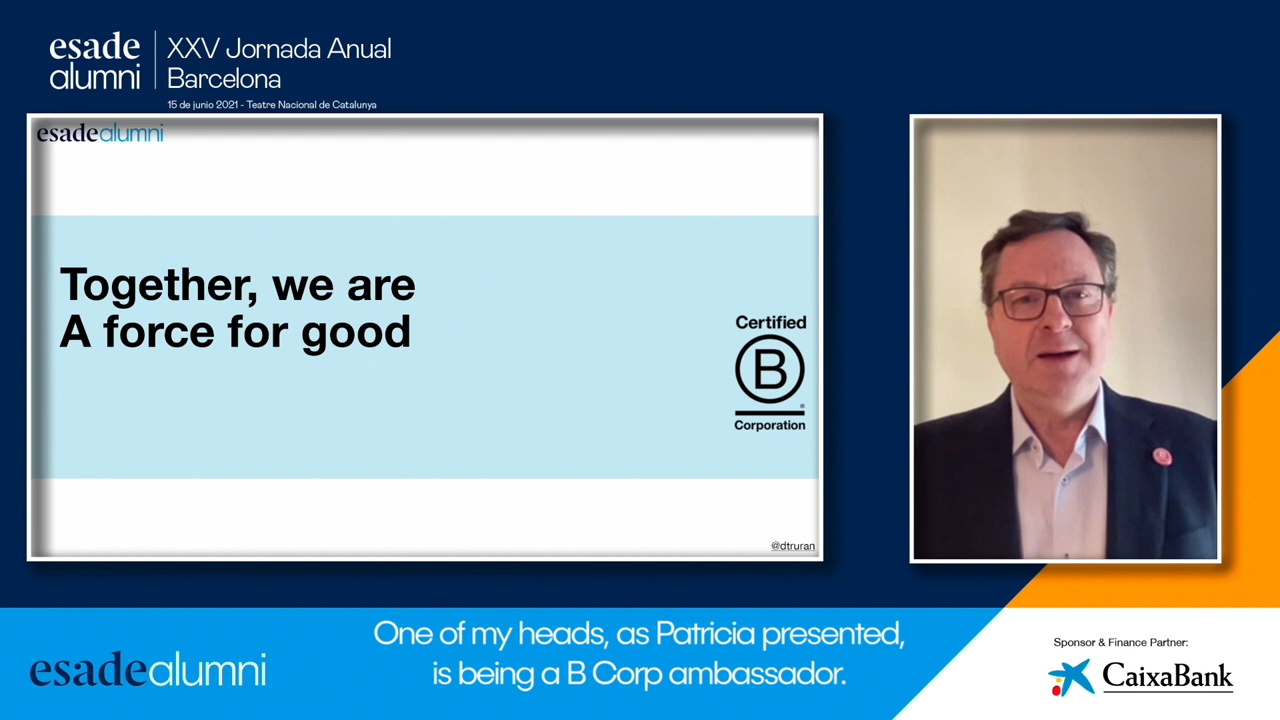 esade
alumni
XXV Jornada Anual
Barcelona
15 de junio 2021 - Teatre Nacional de Catalunya
esadealumni
Together, we are
A force for good
Certified
B
®
Corporation
@dtruran
esadealumni
One of my heads, as Patricia presented,
is being a B Corp ambassador.
Sponsor & Finance Partner:
CaixaBank